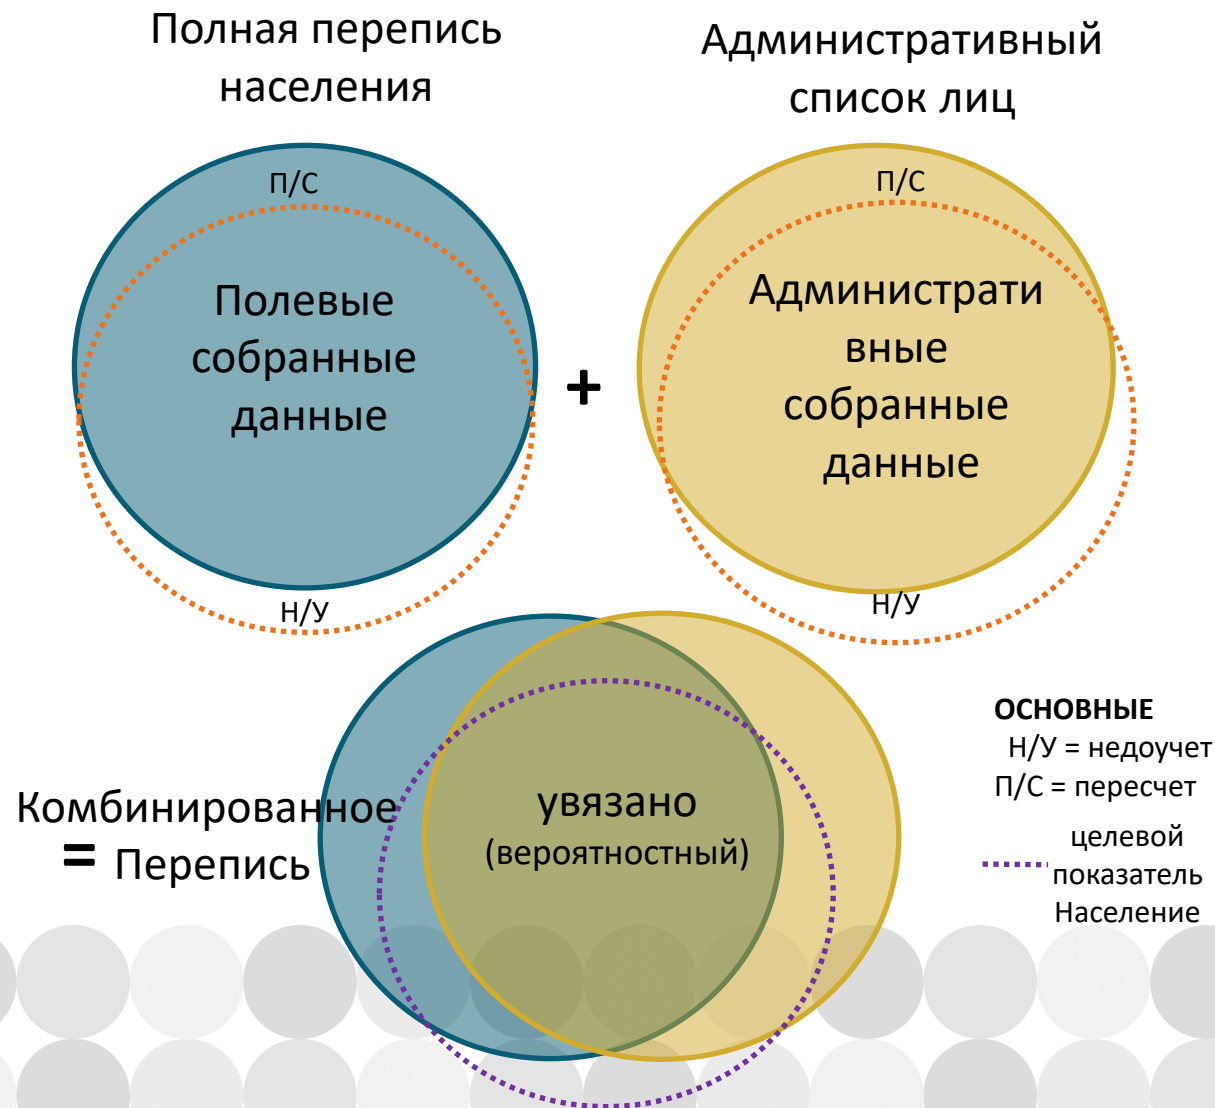 Полная перепись
населения
Административный
список лиц
П/С
Полевые
собранные
данные
Н/У
+
П/С
Администрати
вные
собранные
данные
Н/У
Комбинированное
= Перепись
увязано
(вероятностный)
ОСНОВНЫЕ
Н/У = недоучет
П/С = пересчет
целевой
показатель
Население